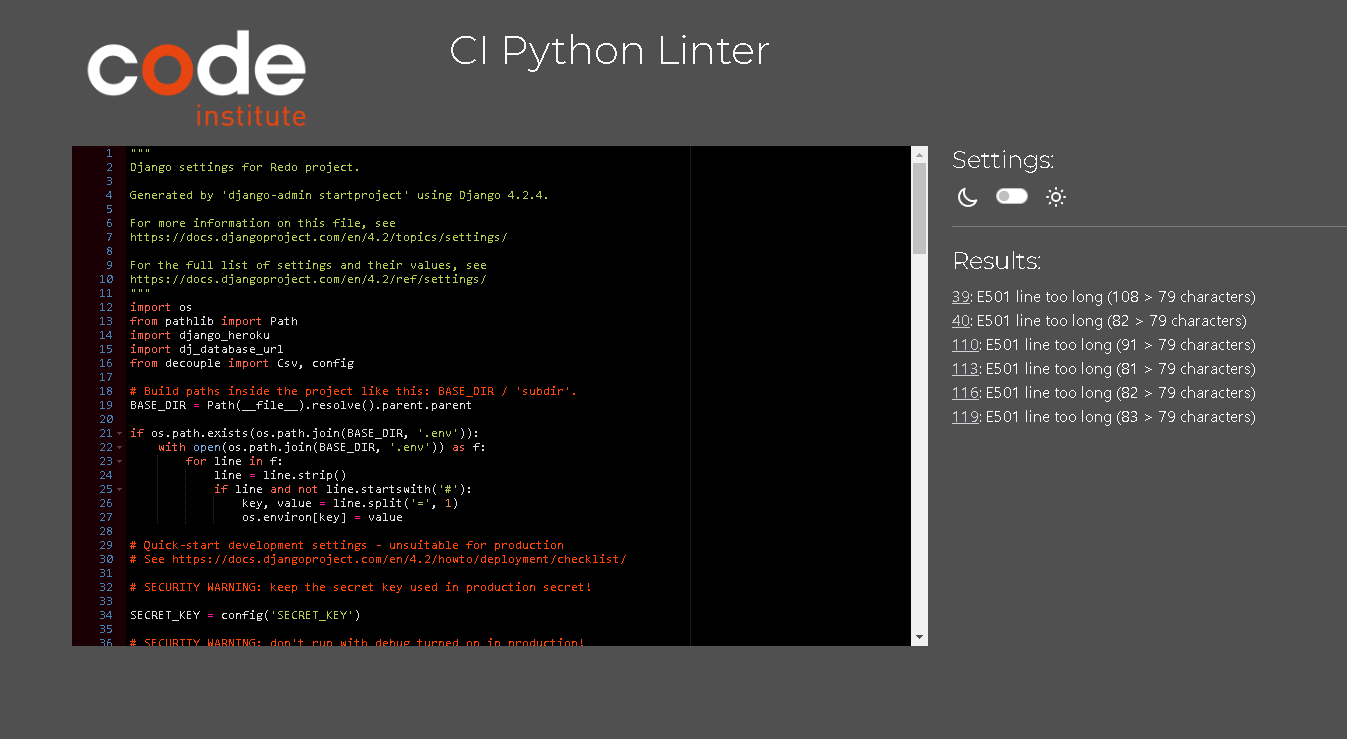 code
institute
CI Python Linter
1 """
2 Django settings for Redo project.
3
4 Generated by 'django-admin startproject' using Django 4.2.4.
5
6 For more information on this file, see
7 https://docs.djangoproject.com/en/4.2/topics/settings/
8
9 For the full list of settings and their values, see
10 https://docs.djangoproject.com/en/4.2/ref/settings/
11 """
12 import os
13 from pathlib import Path
14 import django_heroku
15 import dj_database_url
16 from decouple import Csv, config
17
18 # Build paths inside the project like this: BASE_DIR / 'subdir'.
19 BASE_DIR = Path(__file__).resolve().parent.parent
20
21 if os.path.exists(os.path.join(BASE_DIR, '.env')):
22     with open(os.path.join(BASE_DIR, '.env')) as f:
23         for line in f:
24             line = line.strip()
25             if line and not line.startswith('#'):
26                 key, value = line.split('=', 1)
27                 os.environ[key] = value
28
29 # Quick-start development settings - unsuitable for production
30 # See https://docs.djangoproject.com/en/4.2/howto/deployment/checklist/
31
32 # SECURITY WARNING: keep the secret key used in production secret!
33
34 SECRET_KEY = config('SECRET_KEY')
35
36 # SECURITY WARNING: don't run with debug turned on in production!
Settings:
Results:
39: E501 line too long (108 > 79 characters)
40: E501 line too long (82 > 79 characters)
110: E501 line too long (91 > 79 characters)
113: E501 line too long (81 > 79 characters)
116: E501 line too long (82 > 79 characters)
119: E501 line too long (83 > 79 characters)